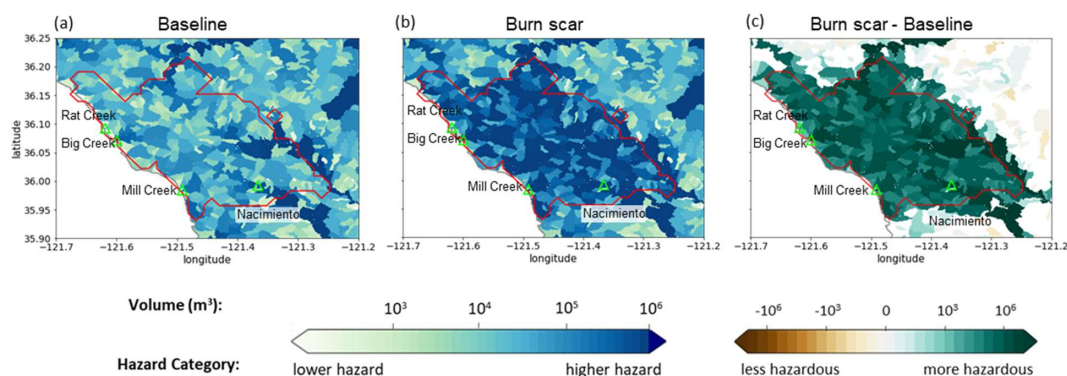 (a) Baseline
(b) Burn scar
(c) Burn scar - Baseline
36.25
36.20
36.15
36.10
36.05
36.00
35.95
35.90
latitude
Rat Creek
Big Creek
Mill Creek
Nacimiento
−121.7 −121.6 −121.5 −121.4 −121.3 −121.2
longitude
Rat Creek
Big Creek
Mill Creek
Nacimiento
−121.7 −121.6 −121.5 −121.4 −121.3 −121.2
longitude
Rat Creek
Big Creek
Mill Creek
Nacimiento
−121.7 −121.6 −121.5 −121.4 −121.3 −121.2
longitude
Volume (m³): 10³ 10⁴ 10⁵ 10⁶
-10⁶ -10³ 0 10³ 10⁶
Hazard Category: lower hazard higher hazard
less hazardous more hazardous